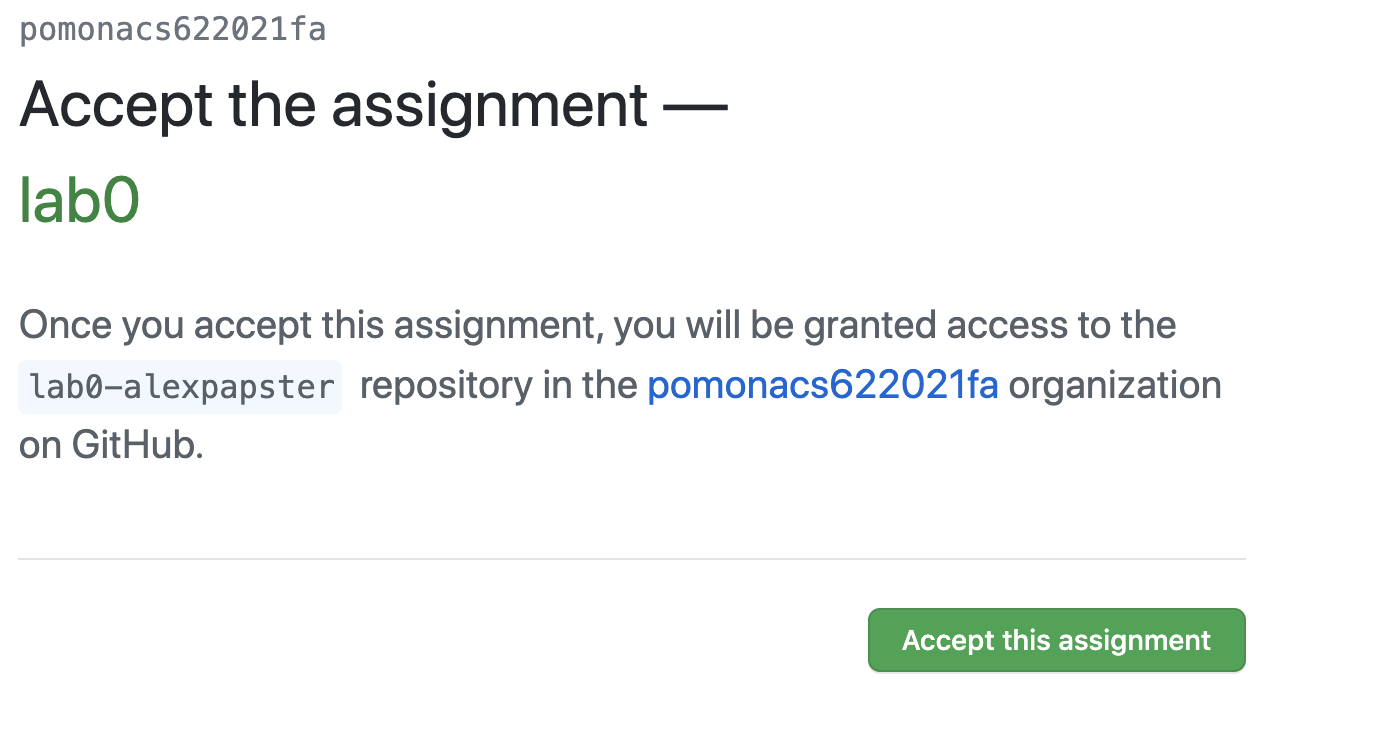 pomonacs622021fa
Accept the assignment —
lab0
Once you accept this assignment, you will be granted access to the
lab0-alexpapster repository in the pomonacs622021fa organization
on GitHub.
Accept this assignment